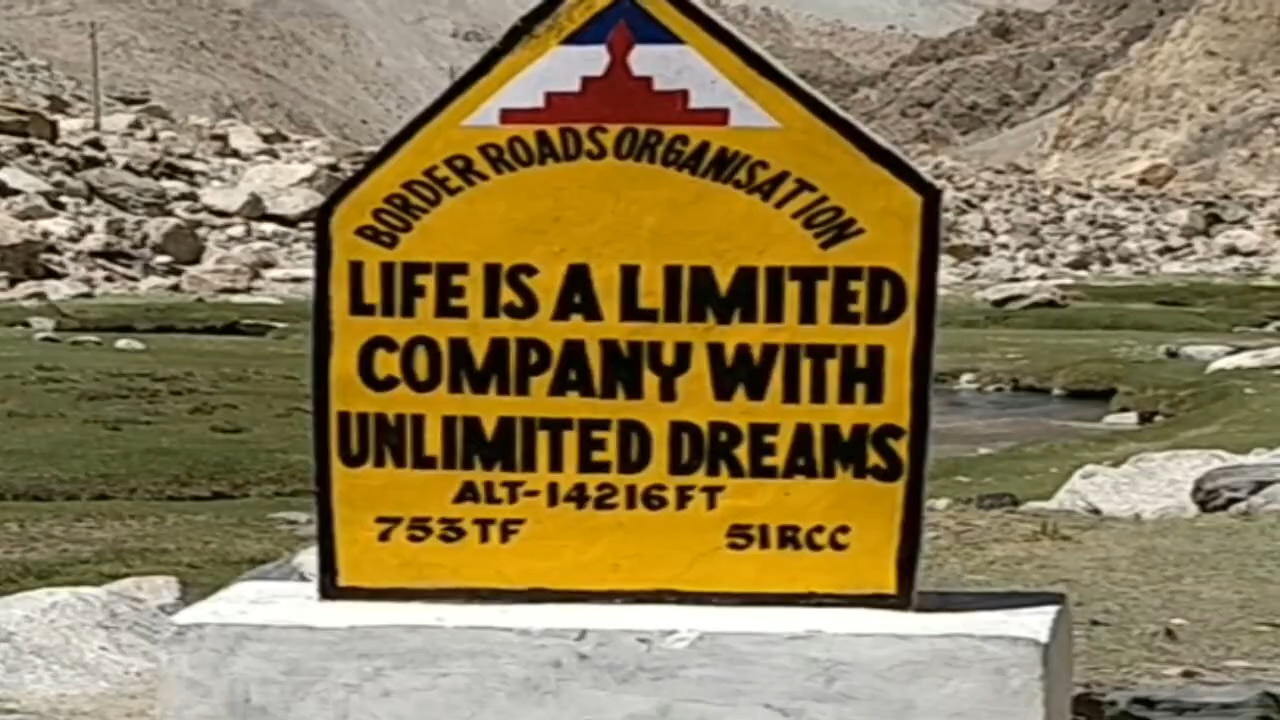 BORDER ROADS ORGANISATION
LIFE IS A LIMITED
COMPANY WITH
UNLIMITED DREAMS
ALT-14216FT
753TF 51RCC